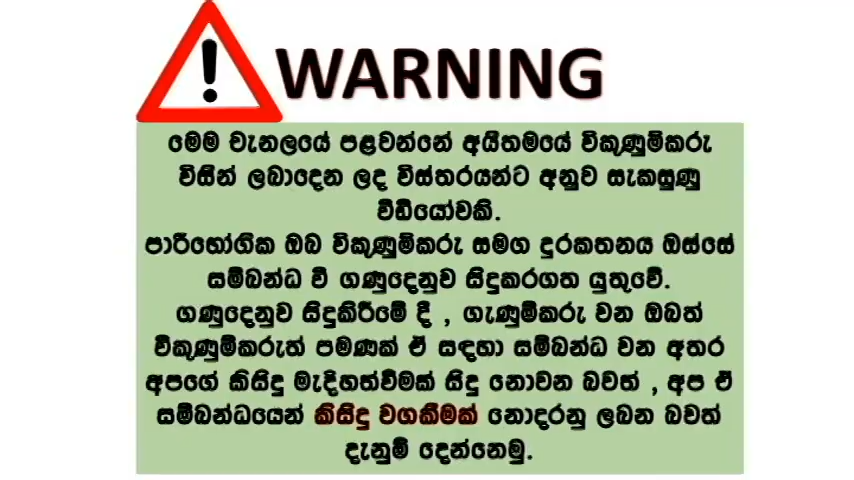 WARNING
මෙම චැනලයේ පළවන්නේ අයිතමයේ විකුණුම්කරු
විසින් ලබාදෙන ලද විස්තරයන්ට අනුව සැකසුණු
වීඩියෝවකි.
පාරිභෝගික ඔබ විකුණුම්කරු සමග දුරකතනය ඔස්සේ
සම්බන්ධ වී ගණුදෙනුව සිදුකරගත යුතුවේ.
ගණුදෙනුව සිදුකිරීමේ දී , ගැණුම්කරු වන ඔබත්
විකුණුම්කරුත් පමණක් ඒ සඳහා සම්බන්ධ වන අතර
අපගේ කිසිදු මැදිහත්වීමක් සිදු නොවන බවත් , අප ඒ
සම්බන්ධයෙන් කිසිදු වගකීමක් නොදරනු ලබන බවත්
දැනුම් දෙන්නෙමු.